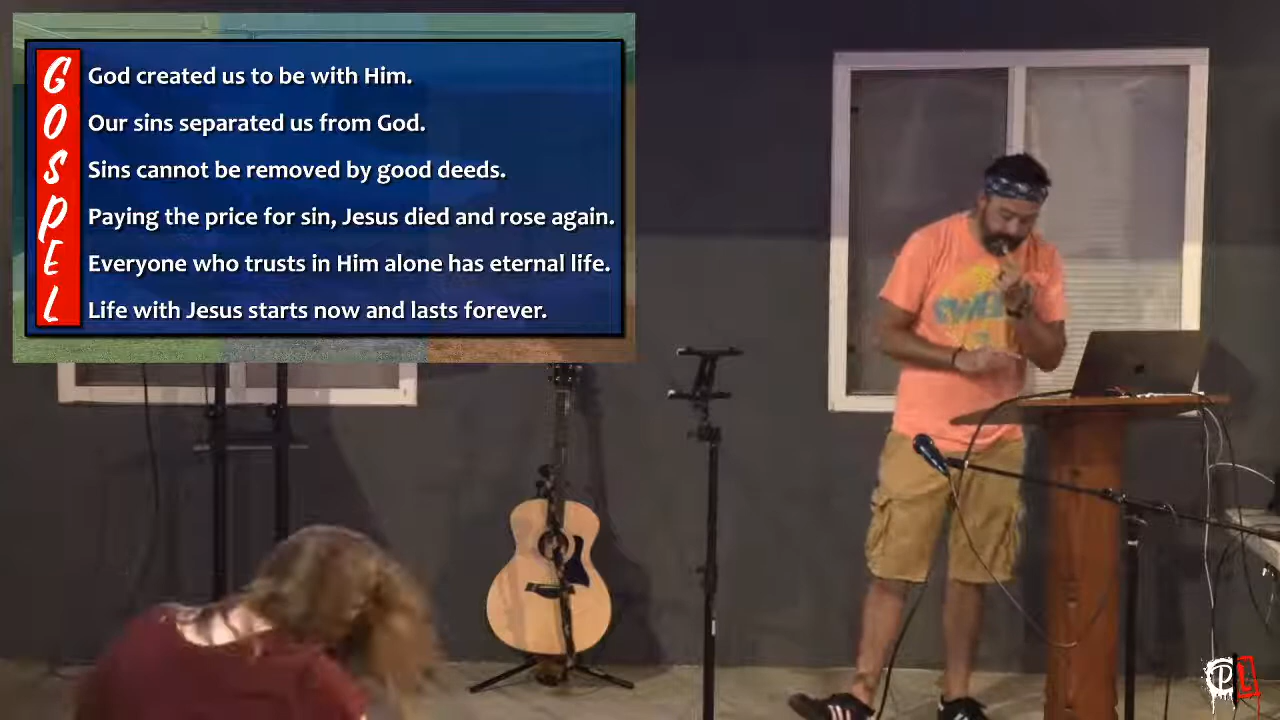 G God created us to be with Him.
O Our sins separated us from God.
S Sins cannot be removed by good deeds.
P Paying the price for sin, Jesus died and rose again.
E Everyone who trusts in Him alone has eternal life.
L Life with Jesus starts now and lasts forever.
PL